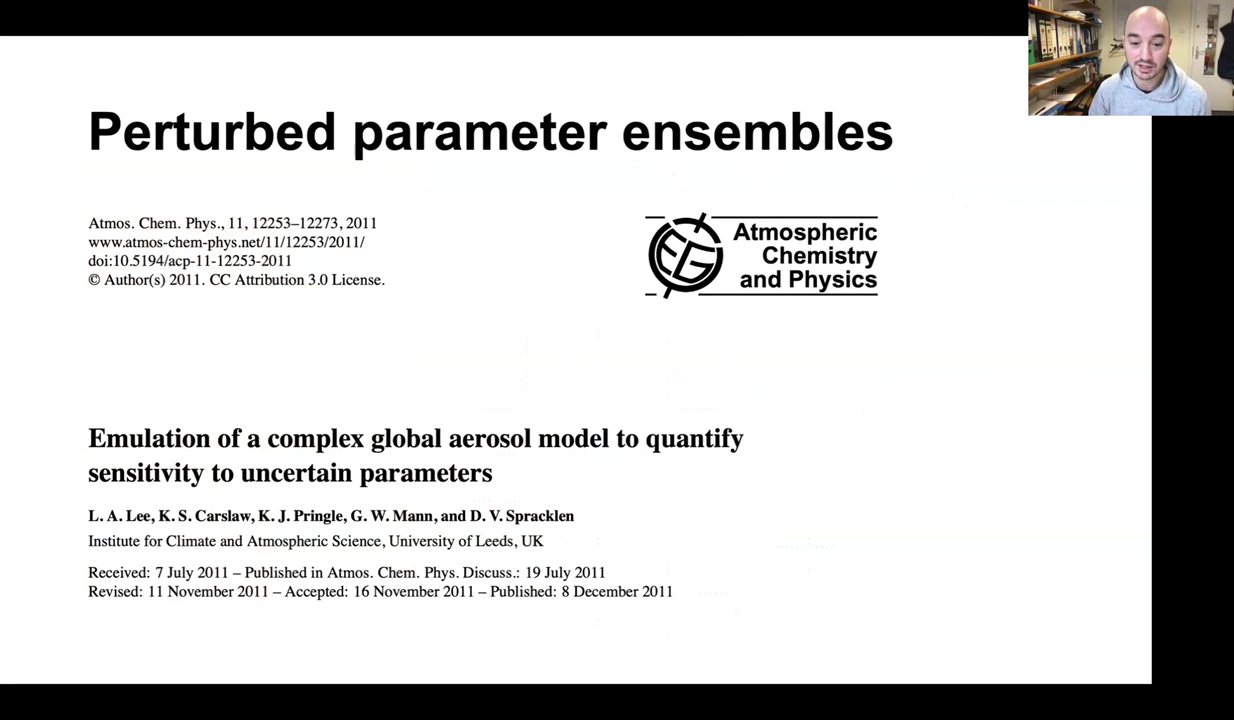 Perturbed parameter ensembles
Atmos. Chem. Phys., 11, 12253–12273, 2011
www.atmos-chem-phys.net/11/12253/2011/
doi:10.5194/acp-11-12253-2011
© Author(s) 2011. CC Attribution 3.0 License.
EG
Atmospheric
Chemistry
and Physics
Emulation of a complex global aerosol model to quantify
sensitivity to uncertain parameters
L. A. Lee, K. S. Carslaw, K. J. Pringle, G. W. Mann, and D. V. Spracklen
Institute for Climate and Atmospheric Science, University of Leeds, UK
Received: 7 July 2011 – Published in Atmos. Chem. Phys. Discuss.: 19 July 2011
Revised: 11 November 2011 – Accepted: 16 November 2011 – Published: 8 December 2011